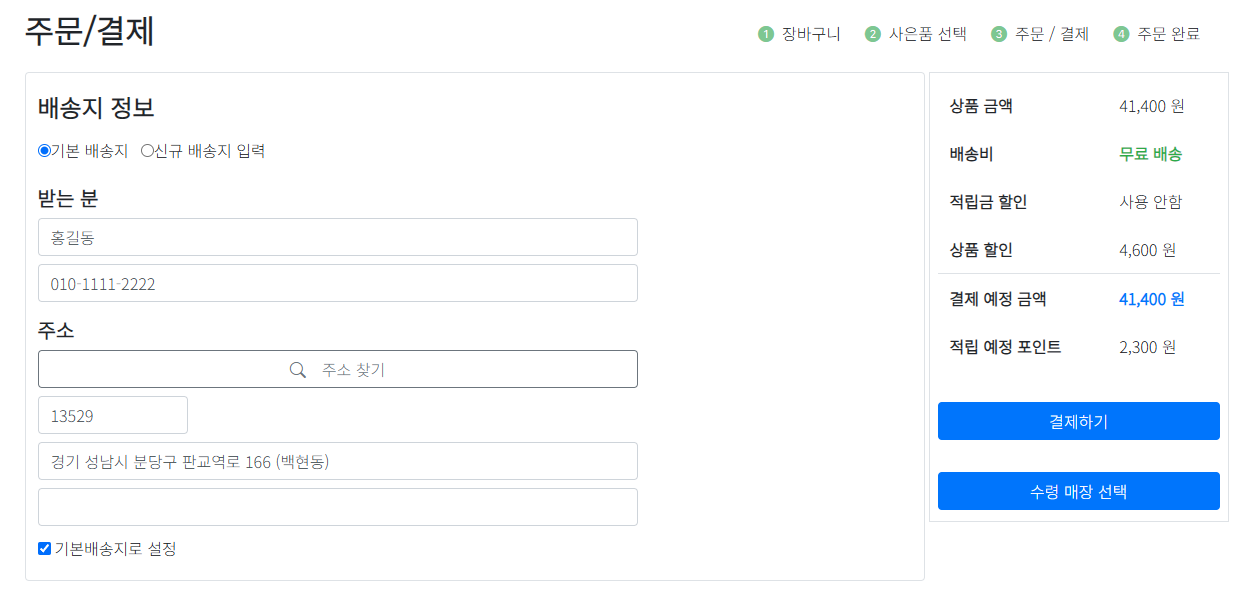 주문/결제
1 장바구니 2 사은품 선택 3 주문 / 결제 4 주문 완료
배송지 정보
기본 배송지 신규 배송지 입력
받는 분
홍길동
010-1111-2222
주소
주소 찾기
13529
경기 성남시 분당구 판교역로 166 (백현동)
기본배송지로 설정
상품 금액 41,400 원
배송비 무료 배송
적립금 할인 사용 안함
상품 할인 4,600 원
결제 예정 금액 41,400 원
적립 예정 포인트 2,300 원
결제하기
수령 매장 선택